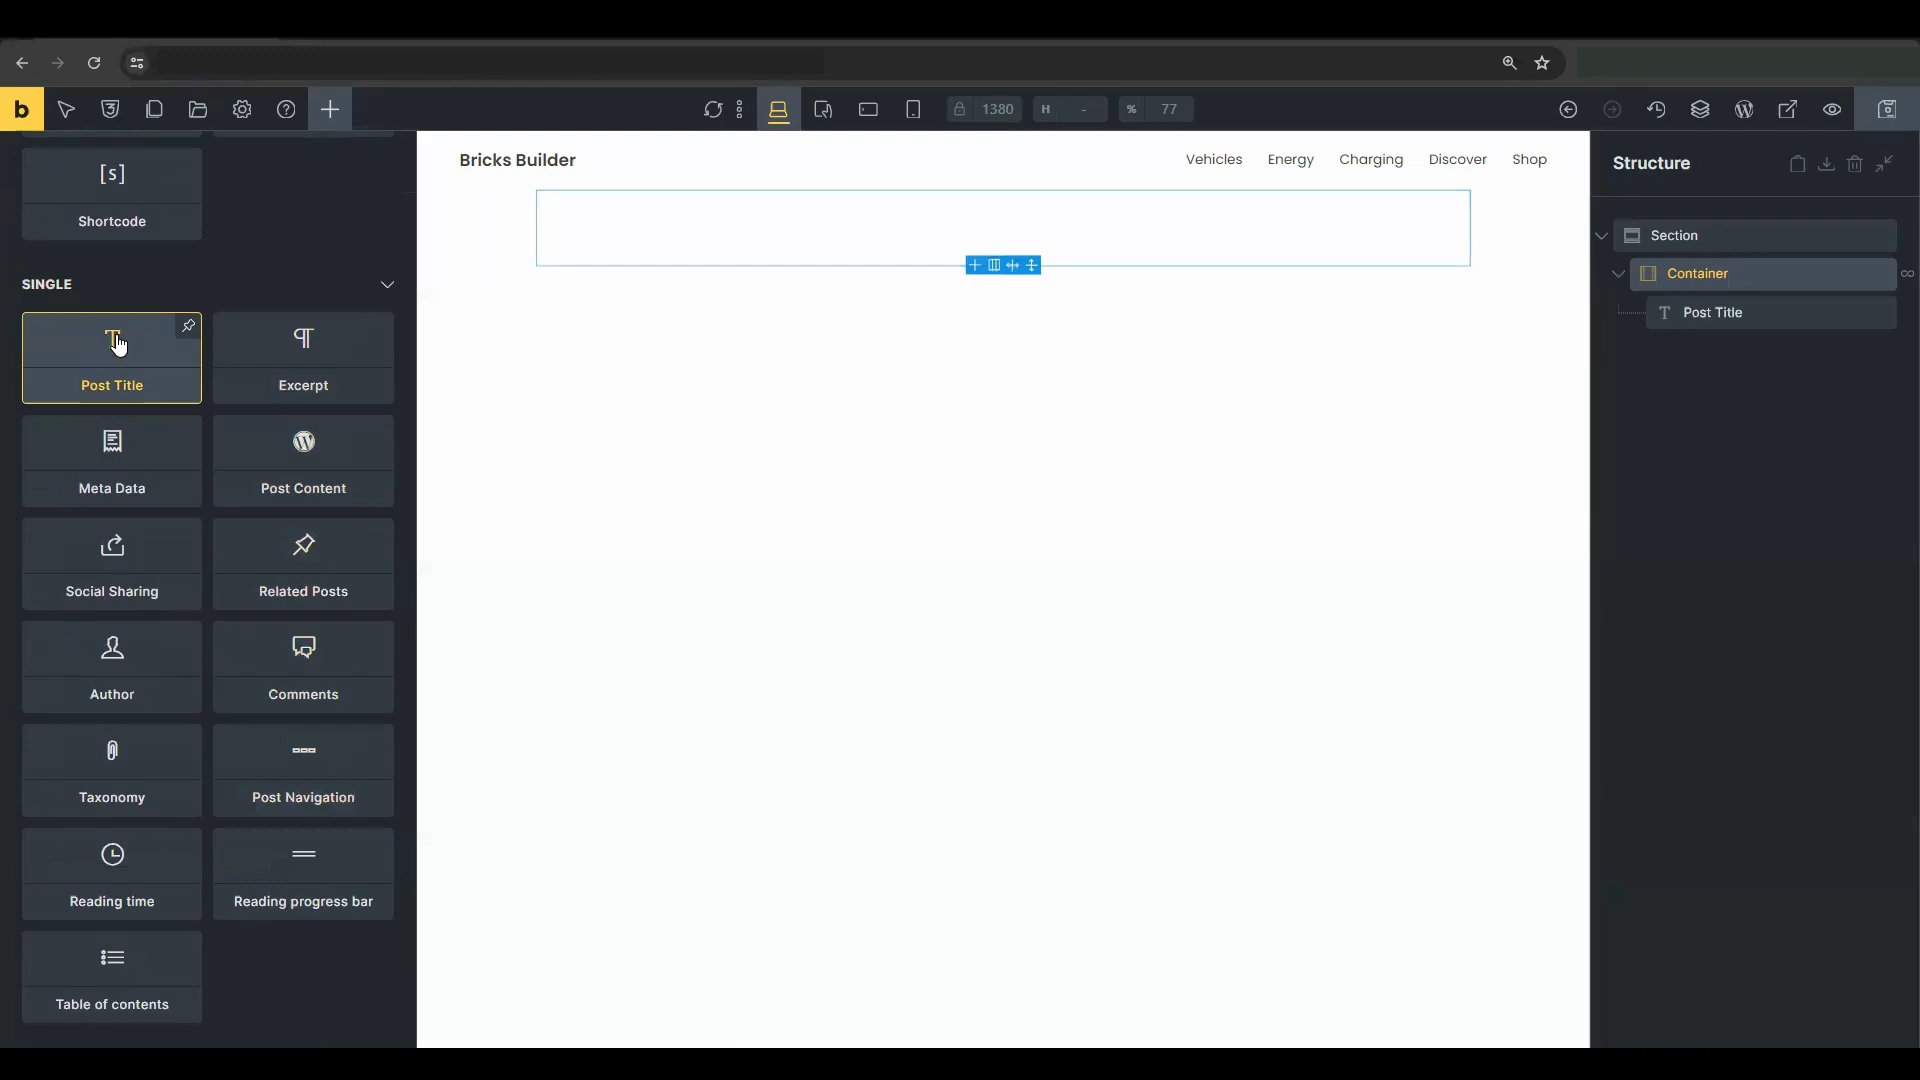 b
1380
H
-
%
77
[s]
Shortcode
SINGLE
Post Title
Excerpt
Meta Data
Post Content
Social Sharing
Related Posts
Author
Comments
Taxonomy
Post Navigation
Reading time
Reading progress bar
Table of contents
Bricks Builder
Vehicles
Energy
Charging
Discover
Shop
Structure
Section
Container
Post Title